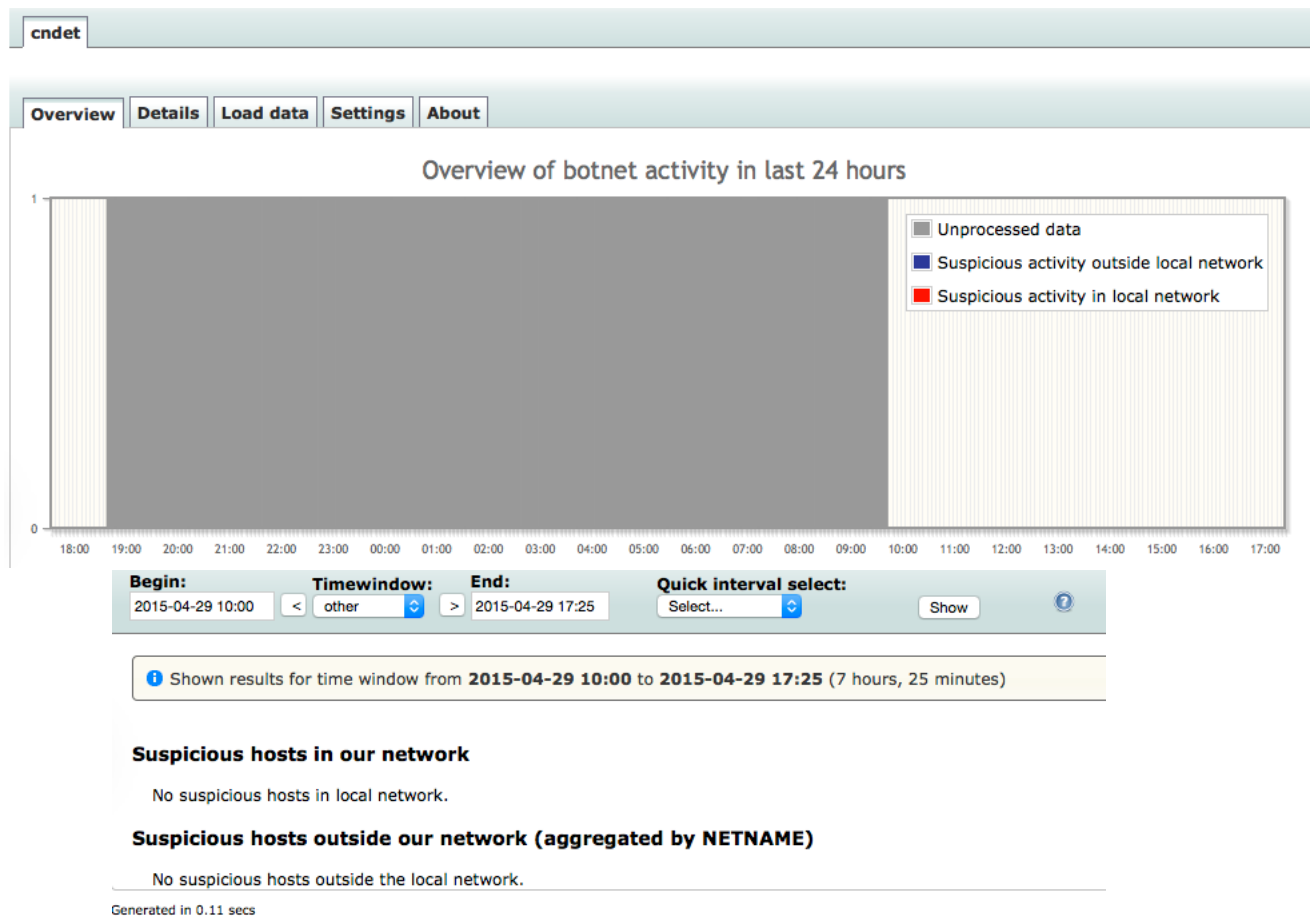 cndet
Overview Details Load data Settings About
Overview of botnet activity in last 24 hours
1
Unprocessed data
Suspicious activity outside local network
Suspicious activity in local network
0
18:00 19:00 20:00 21:00 22:00 23:00 00:00 01:00 02:00 03:00 04:00 05:00 06:00 07:00 08:00 09:00 10:00 11:00 12:00 13:00 14:00 15:00 16:00 17:00
Begin: Timewindow: End: Quick interval select:
2015-04-29 10:00 < other > 2015-04-29 17:25 Select... Show ?
i Shown results for time window from 2015-04-29 10:00 to 2015-04-29 17:25 (7 hours, 25 minutes)
Suspicious hosts in our network
No suspicious hosts in local network.
Suspicious hosts outside our network (aggregated by NETNAME)
No suspicious hosts outside the local network.
Generated in 0.11 secs